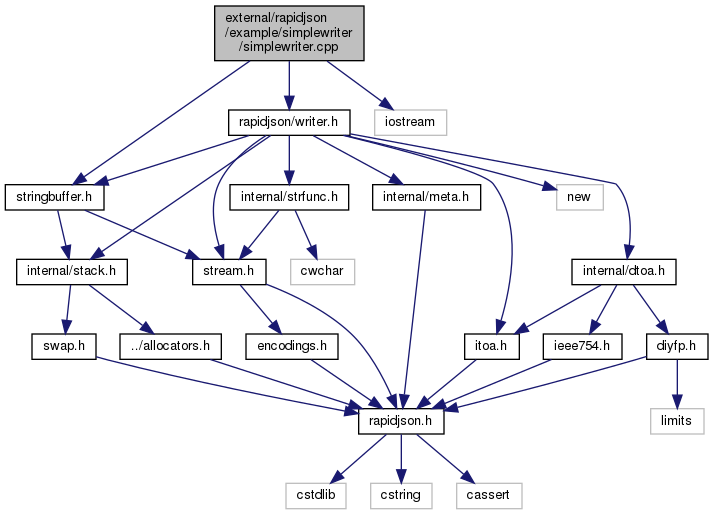 external/rapidjson
/example/simplewriter
/simplewriter.cpp
rapidjson/writer.h
iostream
stringbuffer.h
internal/strfunc.h
internal/meta.h
new
internal/stack.h
stream.h
cwchar
internal/dtoa.h
swap.h
../allocators.h
encodings.h
itoa.h
ieee754.h
diyfp.h
rapidjson.h
limits
cstdlib
cstring
cassert